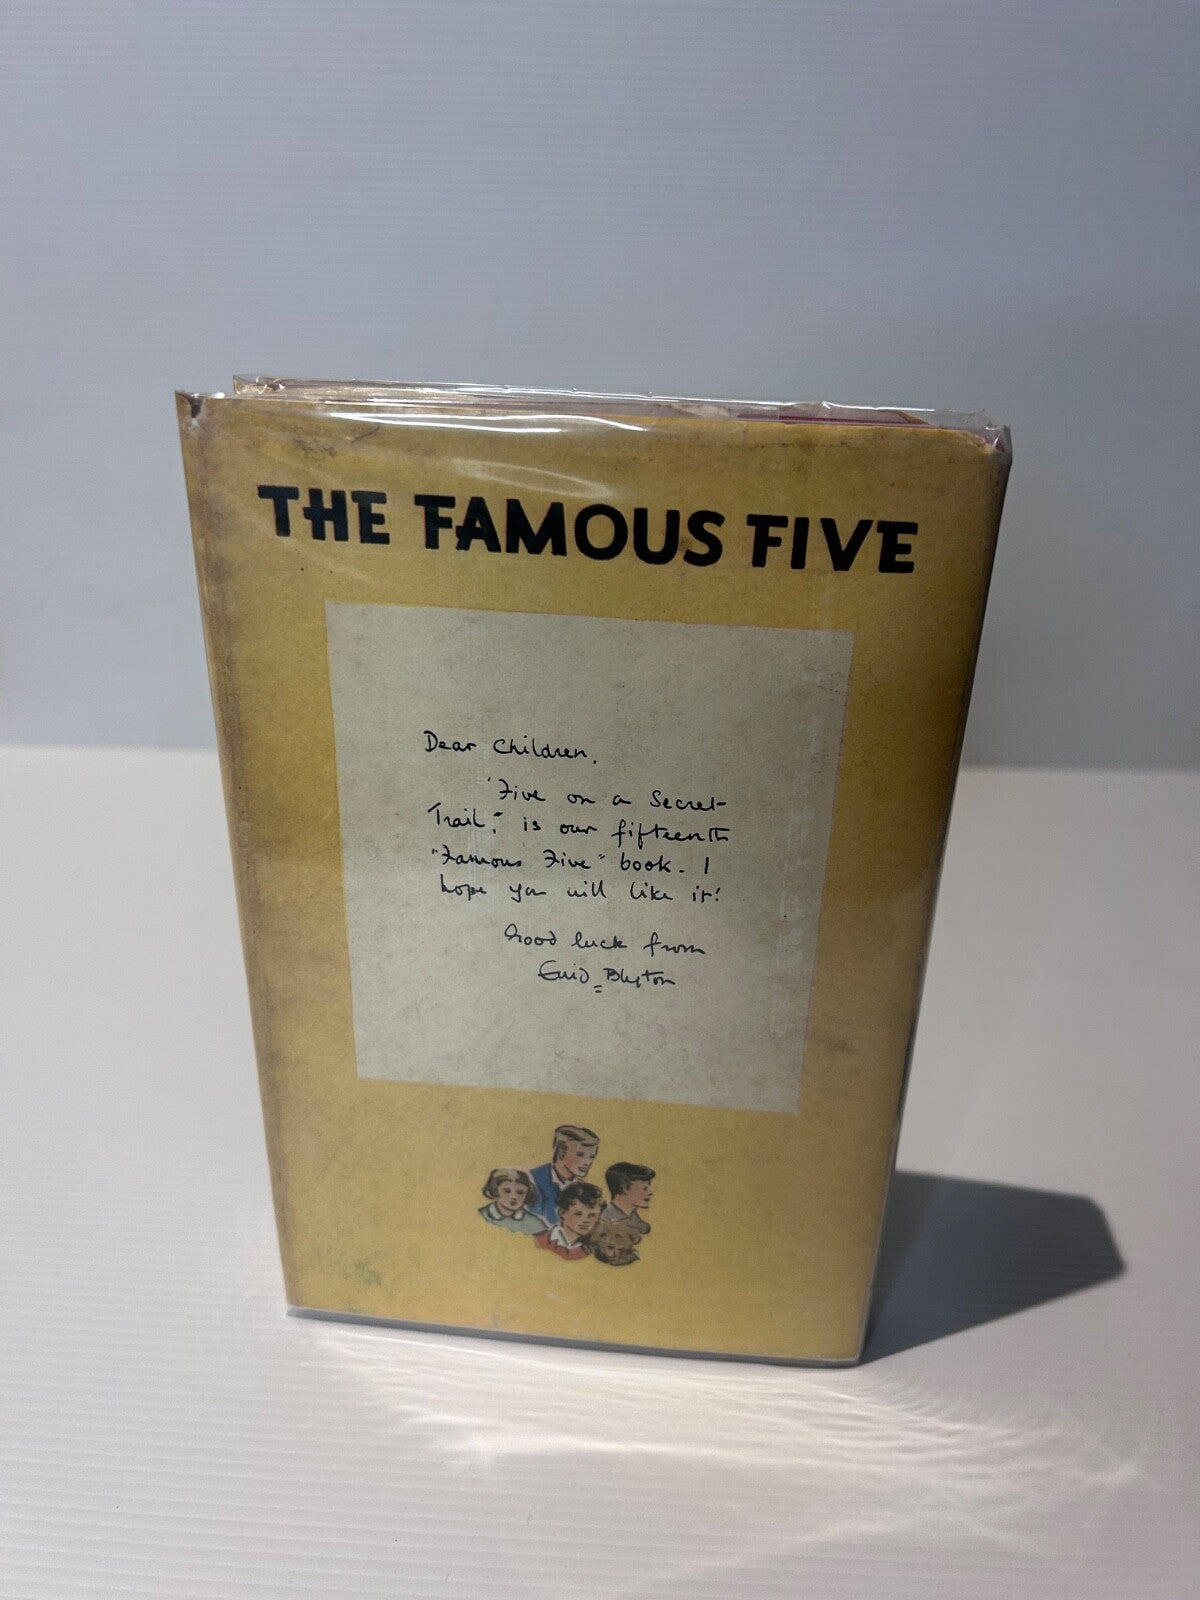 THE FAMOUS FIVE
Dear Children,
'Five on a Secret
Trail,' is our fifteenth
"Famous Five" book. I
hope you will like it!
Good luck from
Enid Blyton